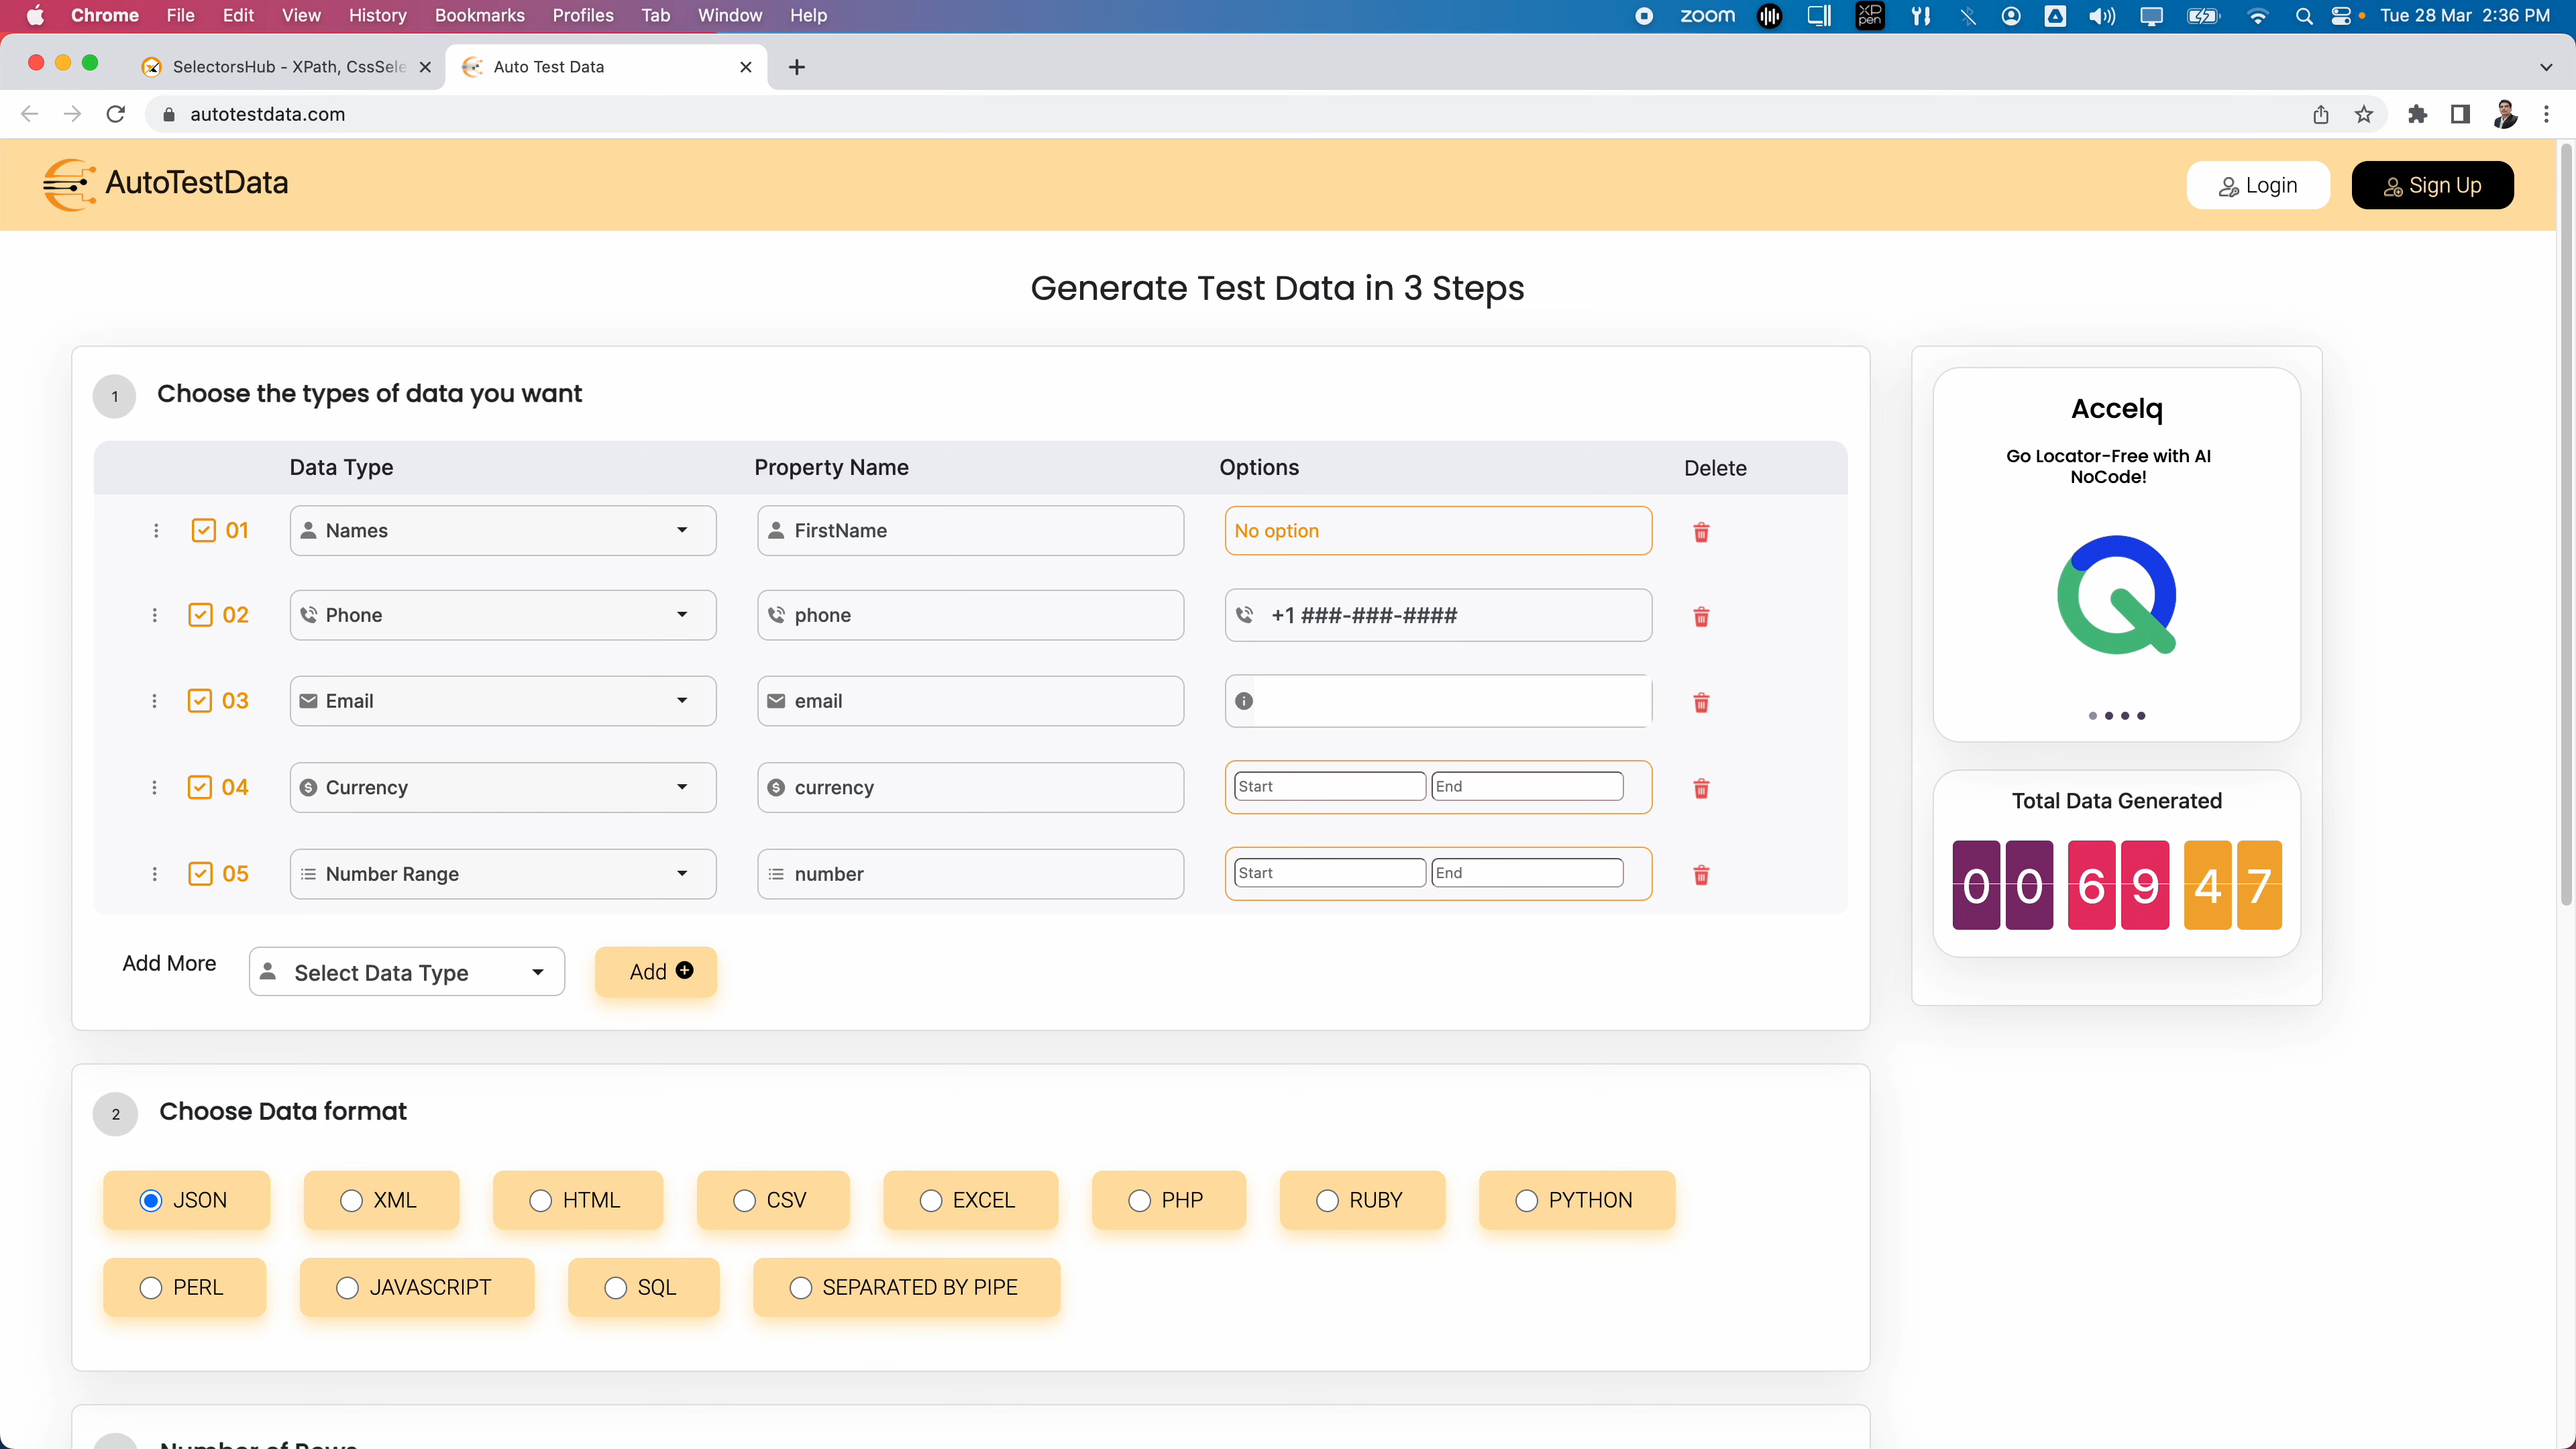 Chrome File Edit View History Bookmarks Profiles Tab Window Help
zoom XP pen Tue 28 Mar 2:36 PM
SelectorsHub - XPath, CssSele Auto Test Data
autotestdata.com
AutoTestData
Login
Sign Up
Generate Test Data in 3 Steps
1 Choose the types of data you want
Data Type Property Name Options Delete
01 Names FirstName No option
02 Phone phone +1 ###-###-####
03 Email email
04 Currency currency Start End
05 Number Range number Start End
Add More Select Data Type Add
Accelq
Go Locator-Free with AI
NoCode!
Total Data Generated
0 0 6 9 4 7
2 Choose Data format
JSON XML HTML CSV EXCEL PHP RUBY PYTHON
PERL JAVASCRIPT SQL SEPARATED BY PIPE
Number of Rows